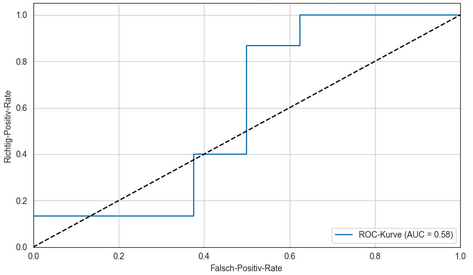 1.0
0.8
0.6
0.4
0.2
0.0
Richtig-Positiv-Rate
ROC-Kurve (AUC = 0.58)
0.0 0.2 0.4 0.6 0.8 1.0
Falsch-Positiv-Rate